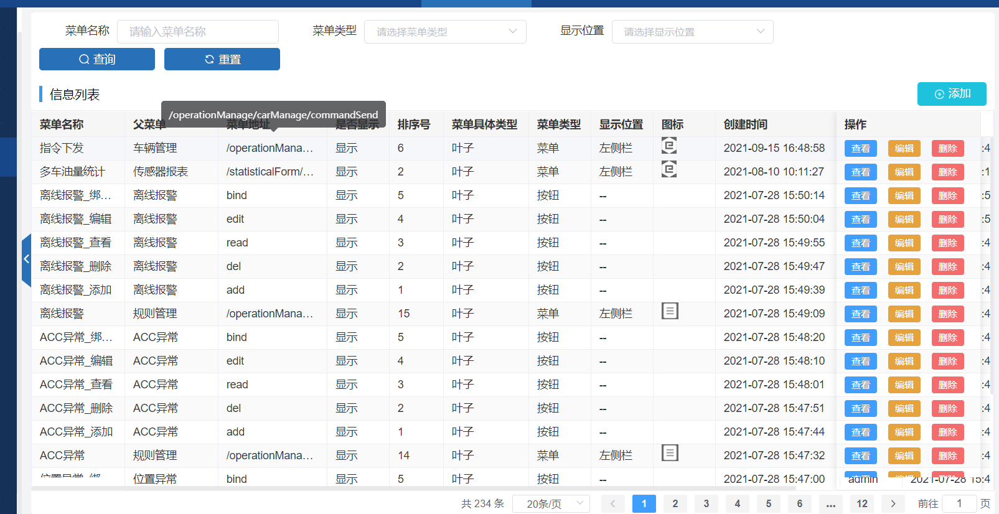 菜单名称 请输入菜单名称 菜单类型 请选择菜单类型 显示位置 请选择显示位置
查询 重置
信息列表 添加
/operationManage/carManage/commandSend
菜单名称 父菜单 菜单地址 是否显示 排序号 菜单具体类型 菜单类型 显示位置 图标 创建时间 操作
指令下发 车辆管理 /operationMana... 显示 6 叶子 菜单 左侧栏 2021-09-15 16:48:58 查看 编辑 删除 :4
多车油量统计 传感器报表 /statisticalForm/... 显示 2 叶子 菜单 左侧栏 2021-08-10 10:11:27 查看 编辑 删除 :1
离线报警_绑... 离线报警 bind 显示 5 叶子 按钮 -- 2021-07-28 15:50:14 查看 编辑 删除 :5
离线报警_编辑 离线报警 edit 显示 4 叶子 按钮 -- 2021-07-28 15:50:04 查看 编辑 删除 :5
离线报警_查看 离线报警 read 显示 3 叶子 按钮 -- 2021-07-28 15:49:55 查看 编辑 删除 :4
离线报警_删除 离线报警 del 显示 2 叶子 按钮 -- 2021-07-28 15:49:47 查看 编辑 删除 :4
离线报警_添加 离线报警 add 显示 1 叶子 按钮 -- 2021-07-28 15:49:39 查看 编辑 删除 :4
离线报警 规则管理 /operationMana... 显示 15 叶子 菜单 左侧栏 2021-07-28 15:49:09 查看 编辑 删除 :4
ACC异常_绑... ACC异常 bind 显示 5 叶子 按钮 -- 2021-07-28 15:48:20 查看 编辑 删除 :4
ACC异常_编辑 ACC异常 edit 显示 4 叶子 按钮 -- 2021-07-28 15:48:10 查看 编辑 删除 :4
ACC异常_查看 ACC异常 read 显示 3 叶子 按钮 -- 2021-07-28 15:48:01 查看 编辑 删除 :4
ACC异常_删除 ACC异常 del 显示 2 叶子 按钮 -- 2021-07-28 15:47:51 查看 编辑 删除 :4
ACC异常_添加 ACC异常 add 显示 1 叶子 按钮 -- 2021-07-28 15:47:44 查看 编辑 删除 :4
ACC异常 规则管理 /operationMana... 显示 14 叶子 菜单 左侧栏 2021-07-28 15:47:32 查看 编辑 删除 :4
位置异常 bind 显示 5 叶子 按钮 -- 2021-07-28 15:47:00 admin 2021-07-28 15:4
共 234 条 20条/页 1 2 3 4 5 6 ... 12 前往 1 页